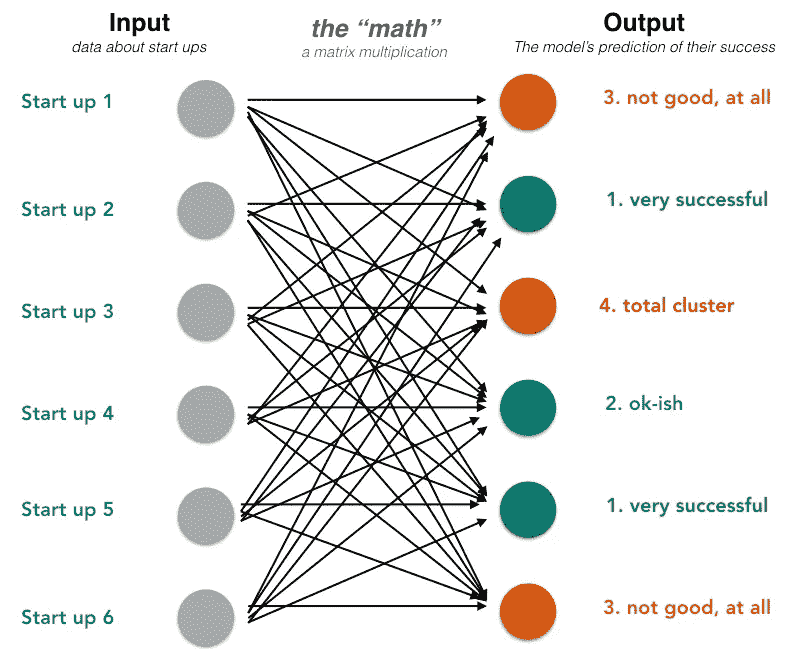 Input
the “math”
Output
data about start ups
a matrix multiplication
The model's prediction of their success
Start up 1
3. not good, at all
Start up 2
1. very successful
Start up 3
4. total cluster
Start up 4
2. ok-ish
Start up 5
1. very successful
Start up 6
3. not good, at all